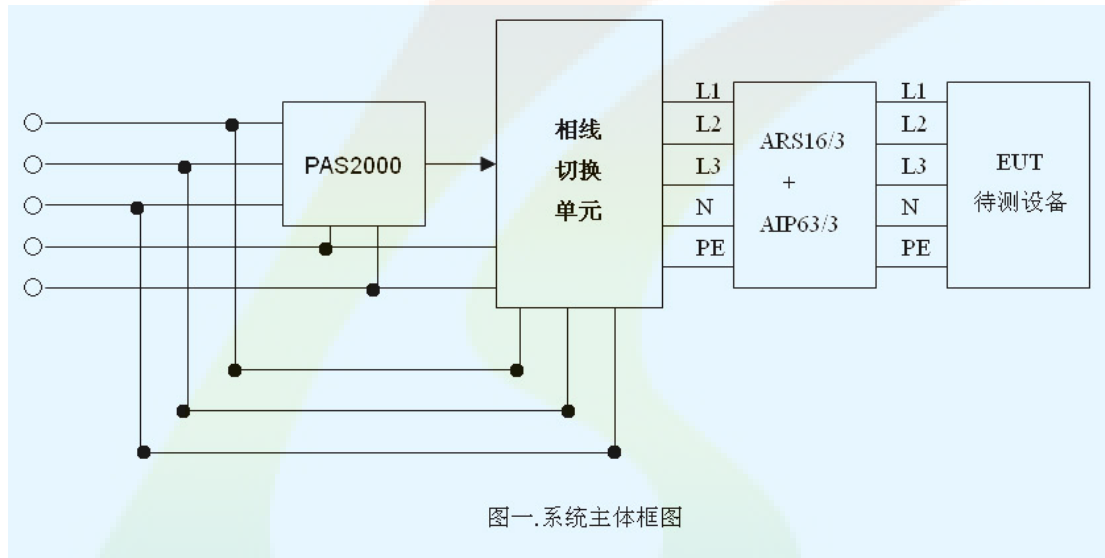 PAS2000
相线
切换
单元
L1
L2
L3
N
PE
ARS16/3
+
AIP63/3
L1
L2
L3
N
PE
EUT
待测设备
图一.系统主体框图